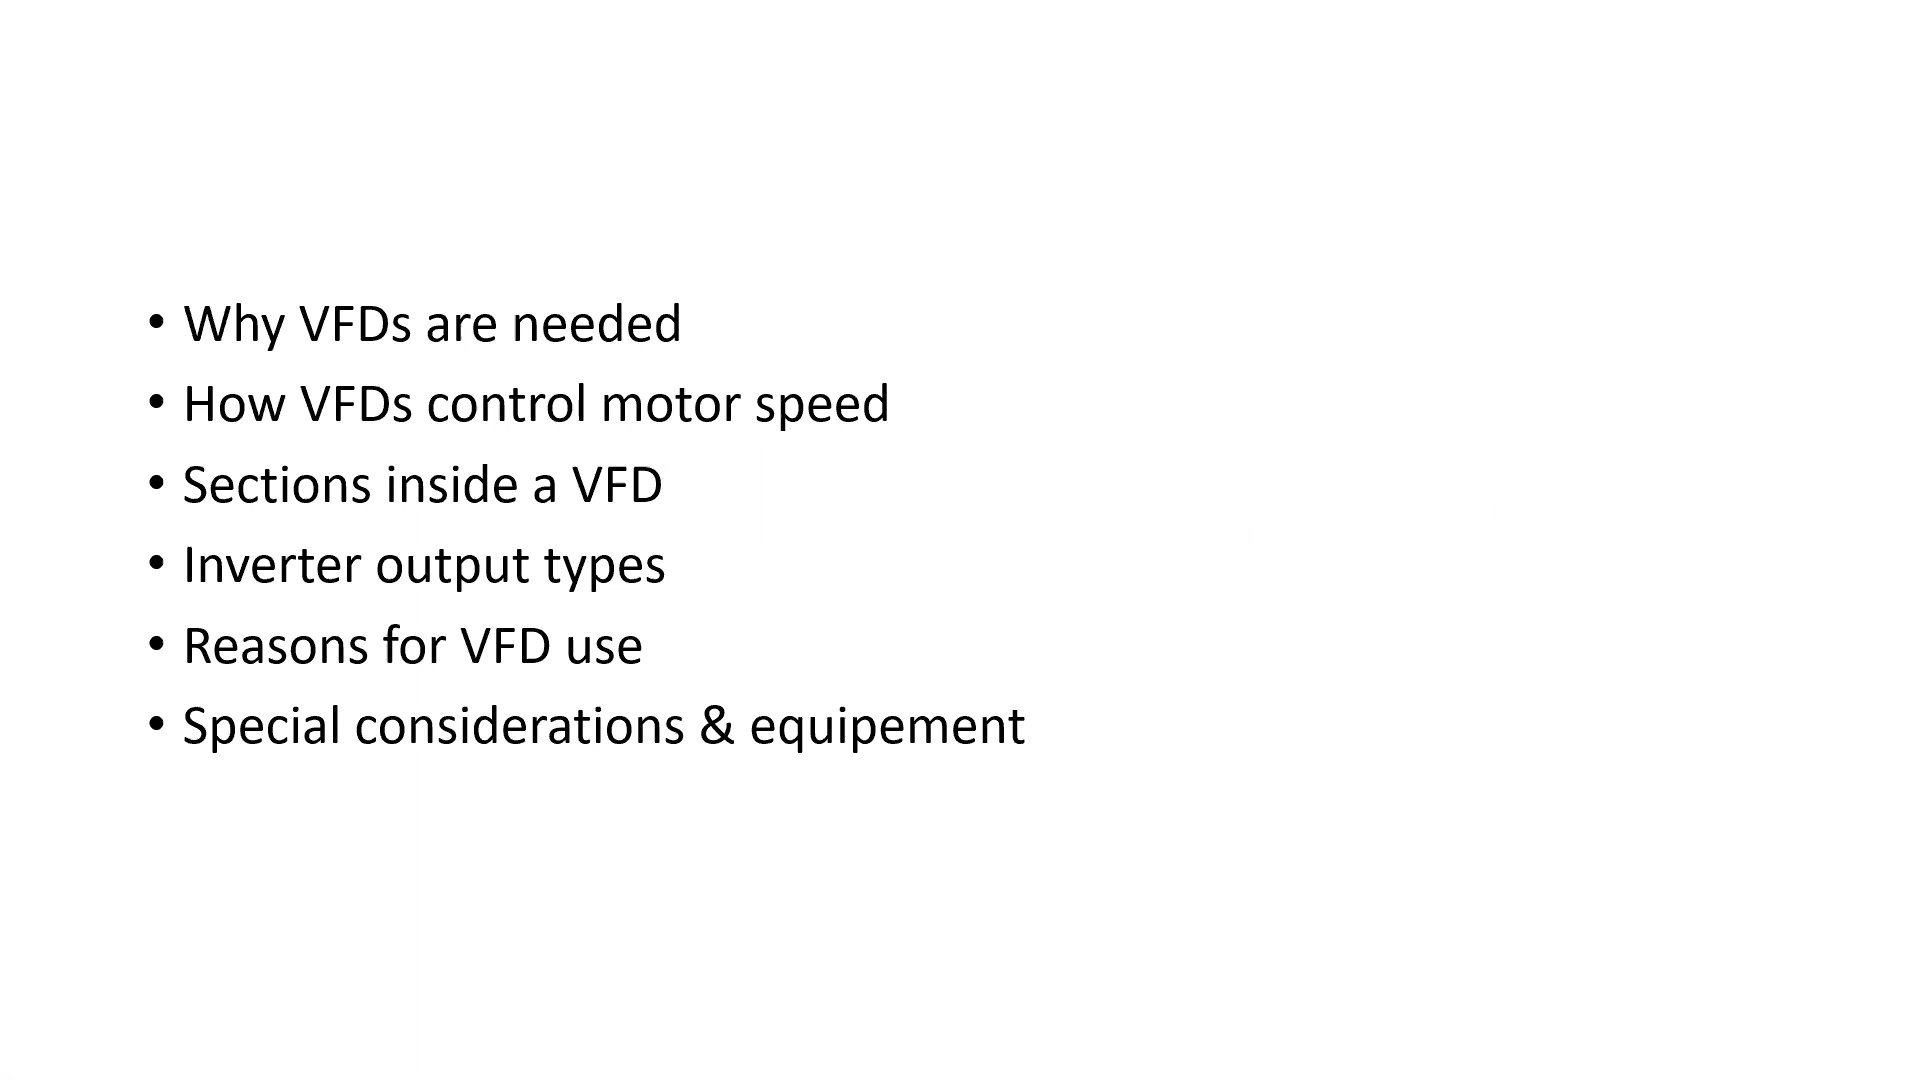 • Why VFDs are needed
• How VFDs control motor speed
• Sections inside a VFD
• Inverter output types
• Reasons for VFD use
• Special considerations & equipement